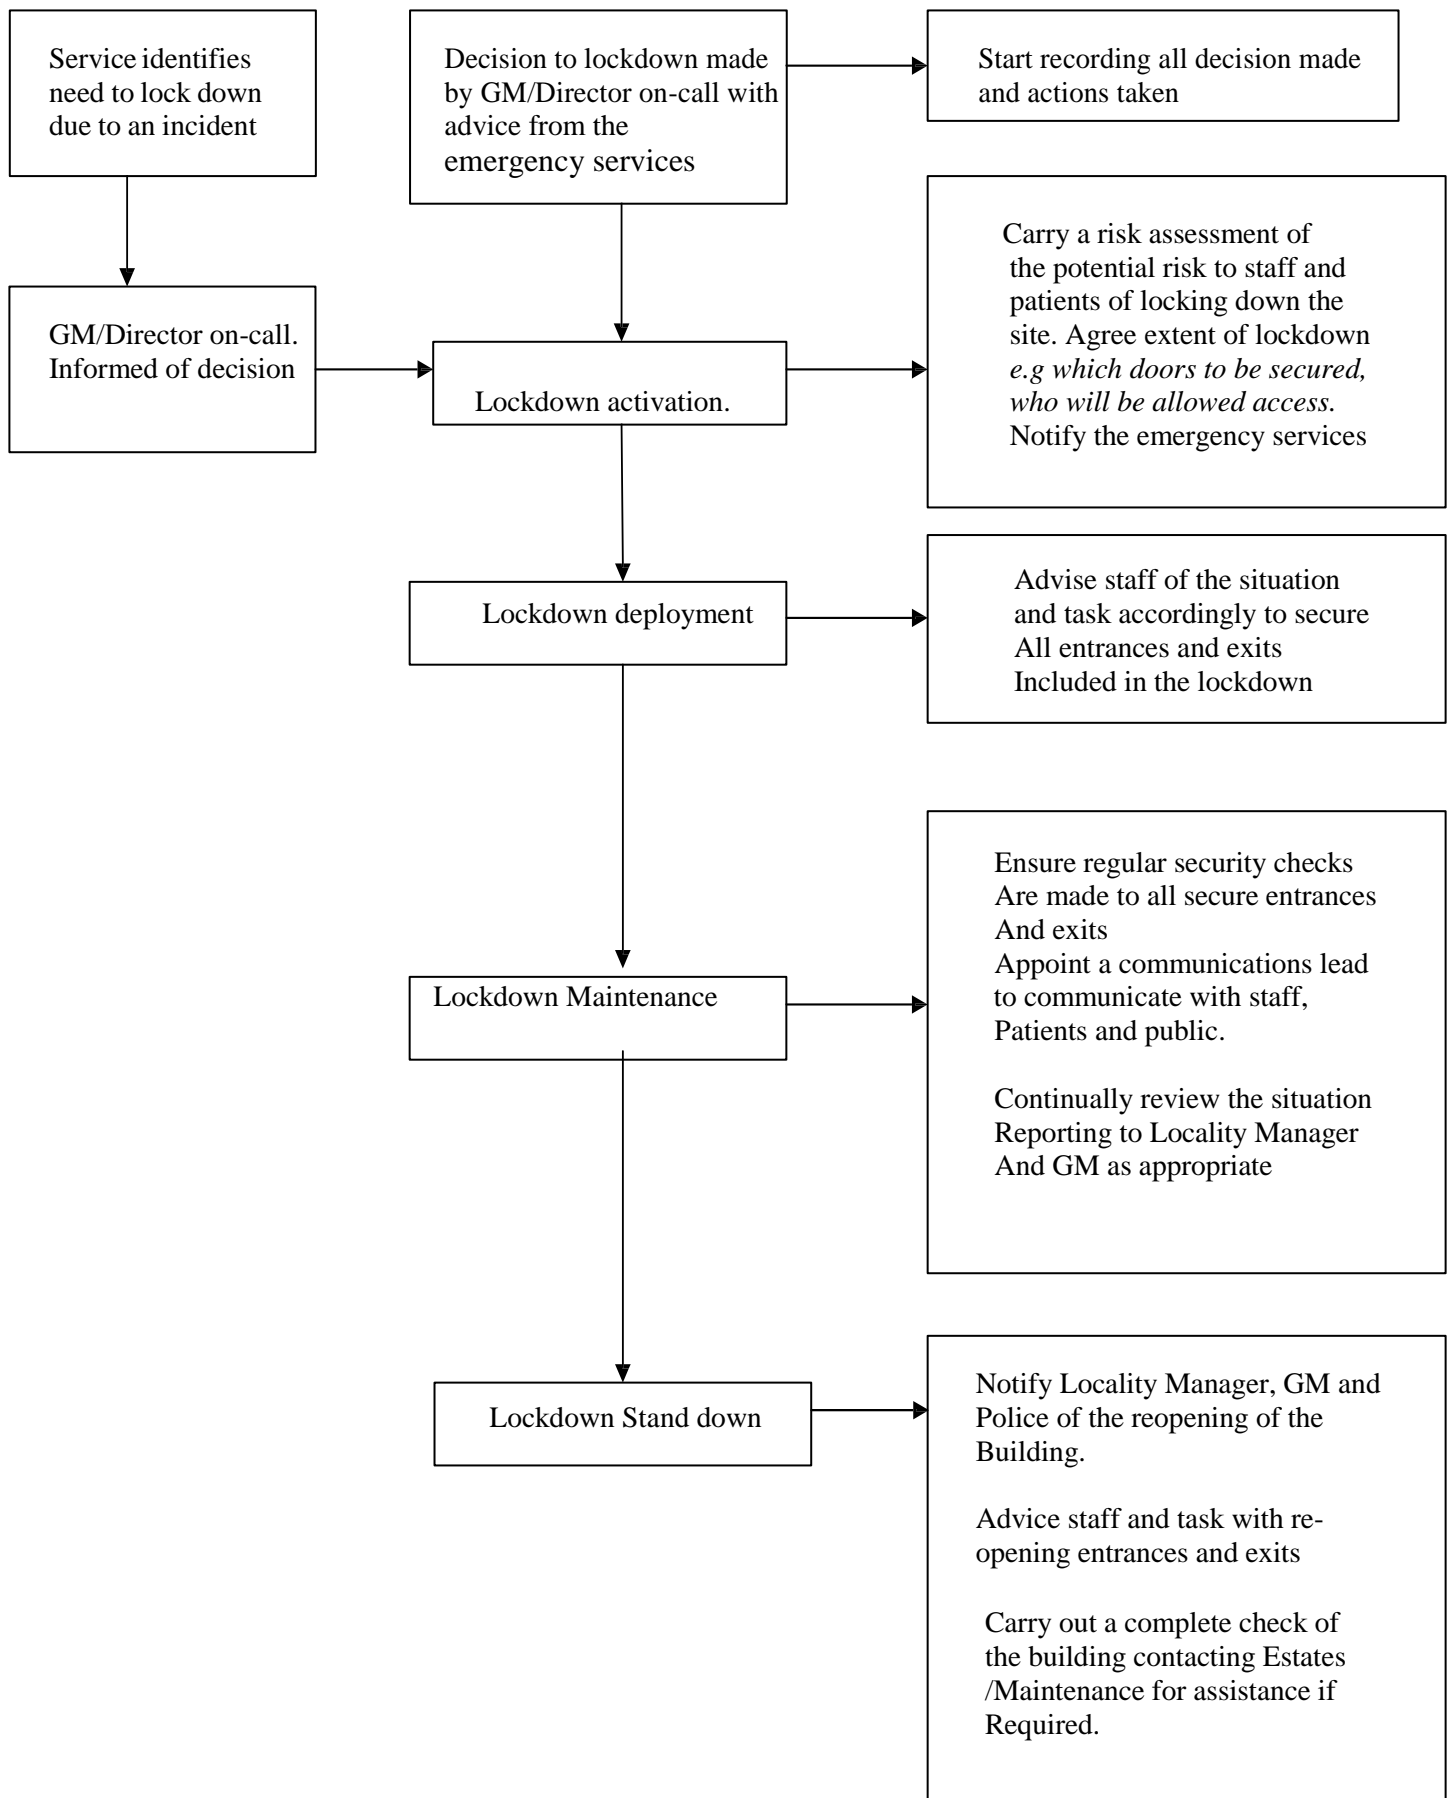 Service identifies
need to lock down
due to an incident
Decision to lockdown made
by GM/Director on-call with
advice from the
emergency services
Start recording all decision made
and actions taken
GM/Director on-call.
Informed of decision
Lockdown activation.
Carry a risk assessment of
the potential risk to staff and
patients of locking down the
site. Agree extent of lockdown
e.g which doors to be secured,
who will be allowed access.
Notify the emergency services
Lockdown deployment
Advise staff of the situation
and task accordingly to secure
All entrances and exits
Included in the lockdown
Lockdown Maintenance
Ensure regular security checks
Are made to all secure entrances
And exits
Appoint a communications lead
to communicate with staff,
Patients and public.
Continually review the situation
Reporting to Locality Manager
And GM as appropriate
Lockdown Stand down
Notify Locality Manager, GM and
Police of the reopening of the
Building.
Advice staff and task with re-
opening entrances and exits
Carry out a complete check of
the building contacting Estates
/Maintenance for assistance if
Required.